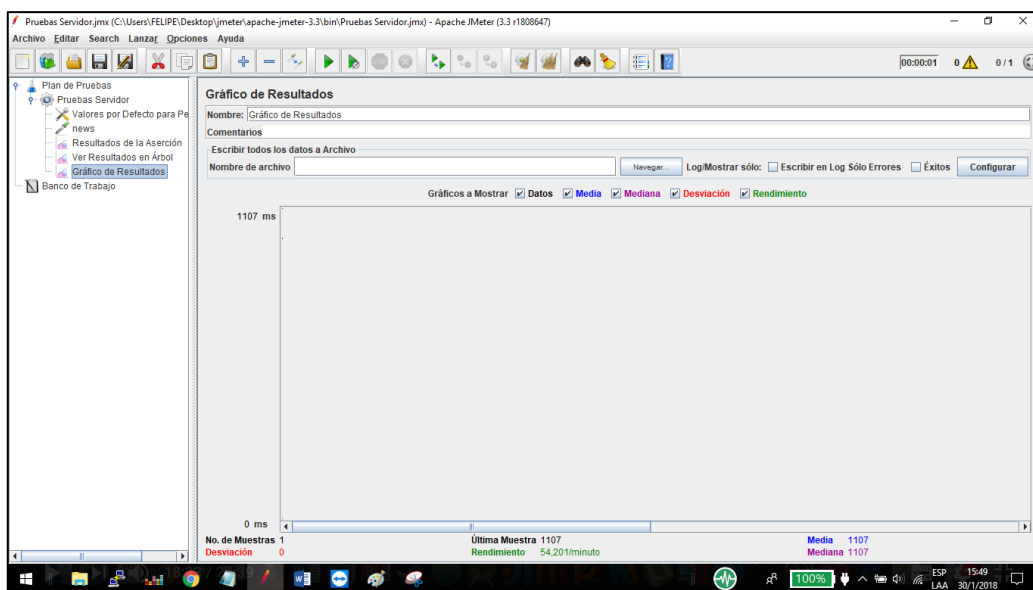 Pruebas Servidor.jmx (C:\Users\FELIPE\Desktop\jmeter\apache-jmeter-3.3\bin\Pruebas Servidor.jmx) - Apache JMeter (3.3 r1808647)
Archivo Editar Search Lanzar Opciones Ayuda
00:00:01 0 0 / 1
Plan de Pruebas
Pruebas Servidor
Valores por Defecto para Pe
news
Resultados de la Aserción
Ver Resultados en Árbol
Gráfico de Resultados
Banco de Trabajo
Gráfico de Resultados
Nombre: Gráfico de Resultados
Comentarios
Escribir todos los datos a Archivo
Nombre de archivo Navegar... Log/Mostrar sólo: Escribir en Log Sólo Errores Éxitos Configurar
Gráficos a Mostrar Datos Media Mediana Desviación Rendimiento
1107 ms
0 ms
No. de Muestras 1 Última Muestra 1107 Media 1107
Desviación 0 Rendimiento 54,201/minuto Mediana 1107
100% ESP 15:49
LAA 30/1/2018